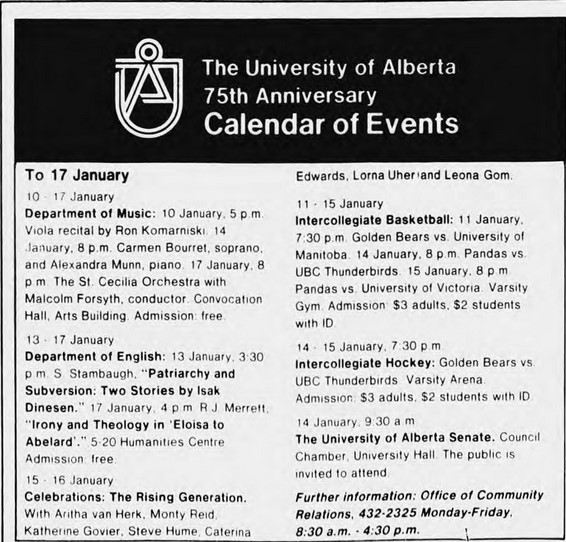 The University of Alberta
75th Anniversary
Calendar of Events
To 17 January
10 - 17 January
Department of Music: 10 January, 5 p.m.
Viola recital by Ron Komarniski. 14
January, 8 p.m. Carmen Bourret, soprano,
and Alexandra Munn, piano. 17 January, 8
p.m. The St. Cecilia Orchestra with
Malcolm Forsyth, conductor. Convocation
Hall, Arts Building. Admission: free.
13 - 17 January
Department of English: 13 January, 3:30
p.m. S. Stambaugh, "Patriarchy and
Subversion: Two Stories by Isak
Dinesen." 17 January, 4 p.m. R.J. Merrett,
"Irony and Theology in 'Eloisa to
Abelard'." 5-20 Humanities Centre
Admission: free.
15 - 16 January
Celebrations: The Rising Generation.
With Aritha van Herk, Monty Reid,
Katherine Govier, Steve Hume, Caterina
Edwards, Lorna Uher and Leona Gom.
11 - 15 January
Intercollegiate Basketball: 11 January,
7:30 p.m. Golden Bears vs. University of
Manitoba. 14 January, 8 p.m. Pandas vs.
UBC Thunderbirds. 15 January, 8 p.m.
Pandas vs. University of Victoria. Varsity
Gym. Admission: $3 adults, $2 students
with ID.
14 - 15 January, 7:30 p.m.
Intercollegiate Hockey: Golden Bears vs.
UBC Thunderbirds. Varsity Arena.
Admission: $3 adults, $2 students with ID.
14 January, 9:30 a.m.
The University of Alberta Senate. Council
Chamber, University Hall. The public is
invited to attend.
Further information: Office of Community
Relations, 432-2325 Monday-Friday,
8:30 a.m. - 4:30 p.m.